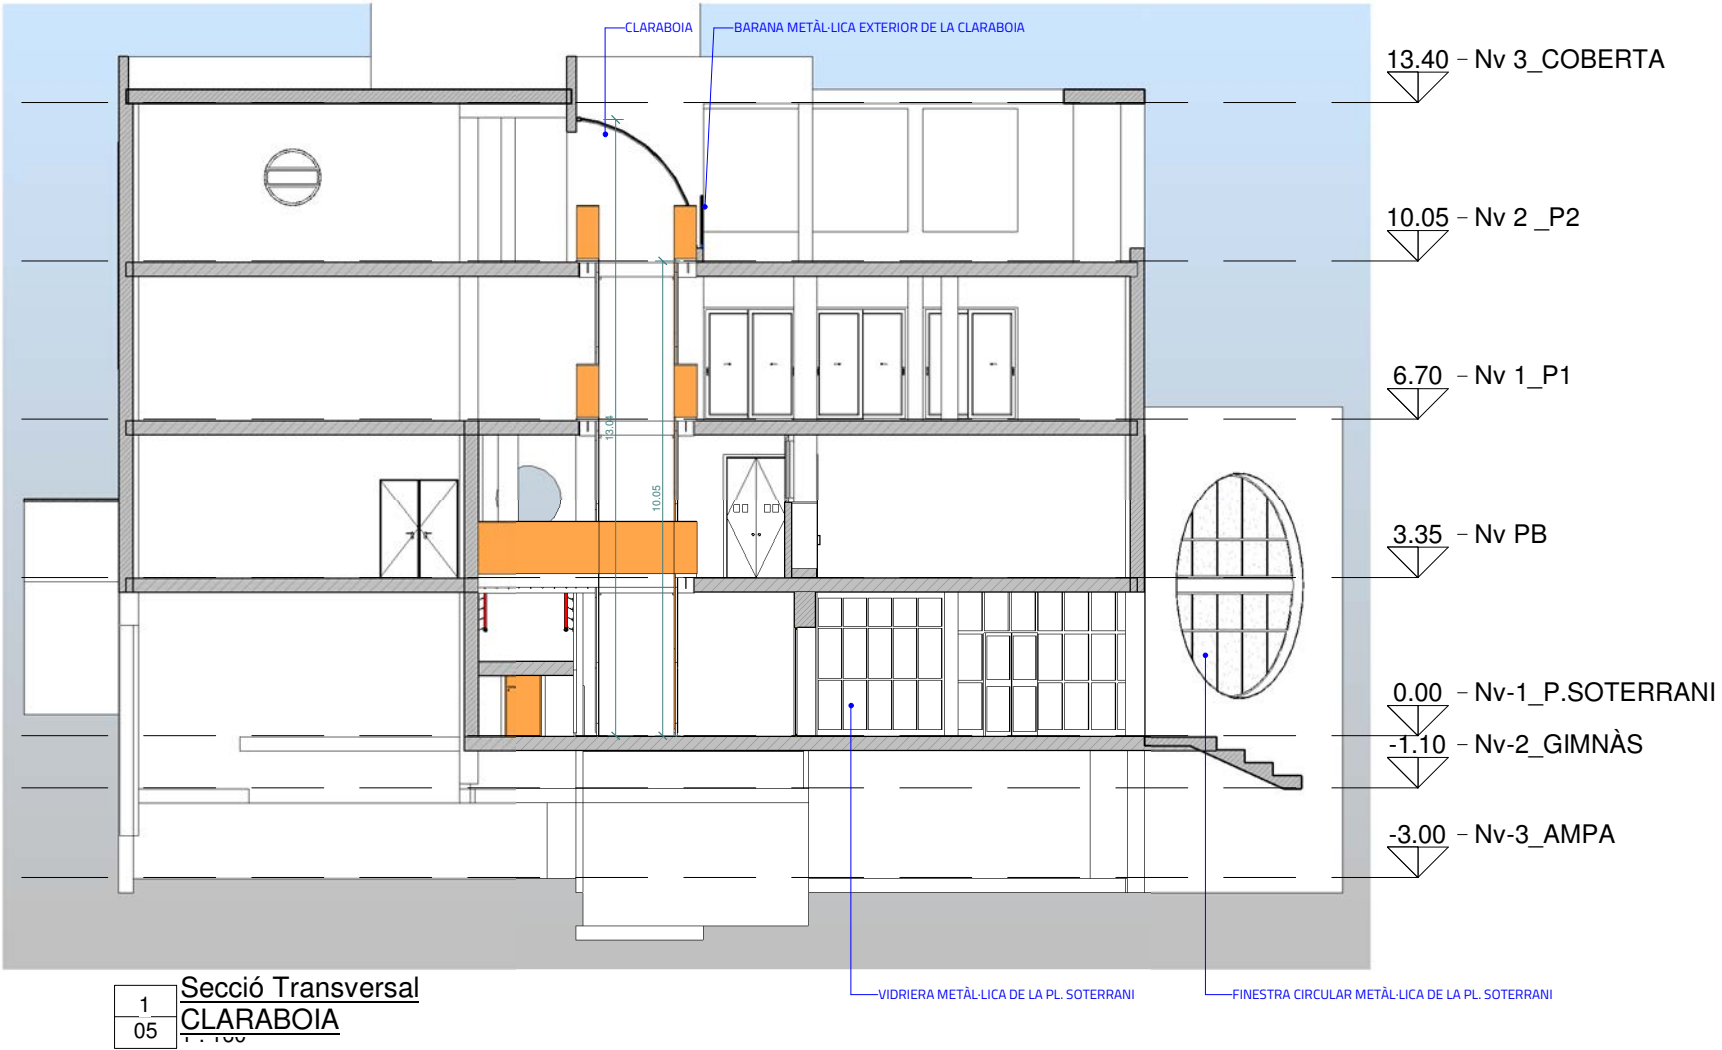 CLARABOIA
BARANA METÀL·LICA EXTERIOR DE LA CLARABOIA
13.40 - Nv 3_COBERTA
10.05 - Nv 2 _P2
6.70 - Nv 1_P1
13.04
10.05
3.35 - Nv PB
0.00 - Nv-1_P.SOTERRANI
-1.10 - Nv-2_GIMNÀS
-3.00 - Nv-3_AMPA
VIDRIERA METÀL·LICA DE LA PL. SOTERRANI
FINESTRA CIRCULAR METÀL·LICA DE LA PL. SOTERRANI
1
05
Secció Transversal
CLARABOIA